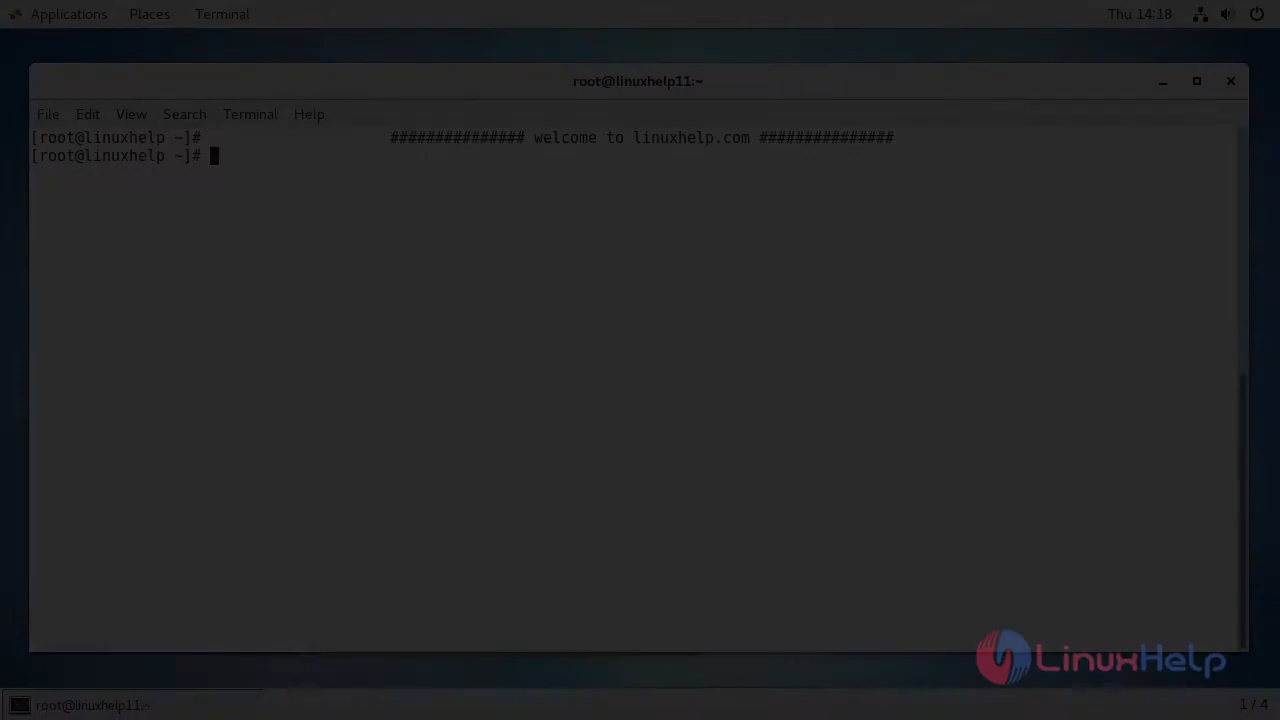 Applications Places Terminal Thu 14:18
root@linuxhelp11:~
File Edit View Search Terminal Help
[root@linuxhelp ~]# ############### welcome to linuxhelp.com ###############
[root@linuxhelp ~]#
LinuxHelp
root@linuxhelp11:~ 1 / 4